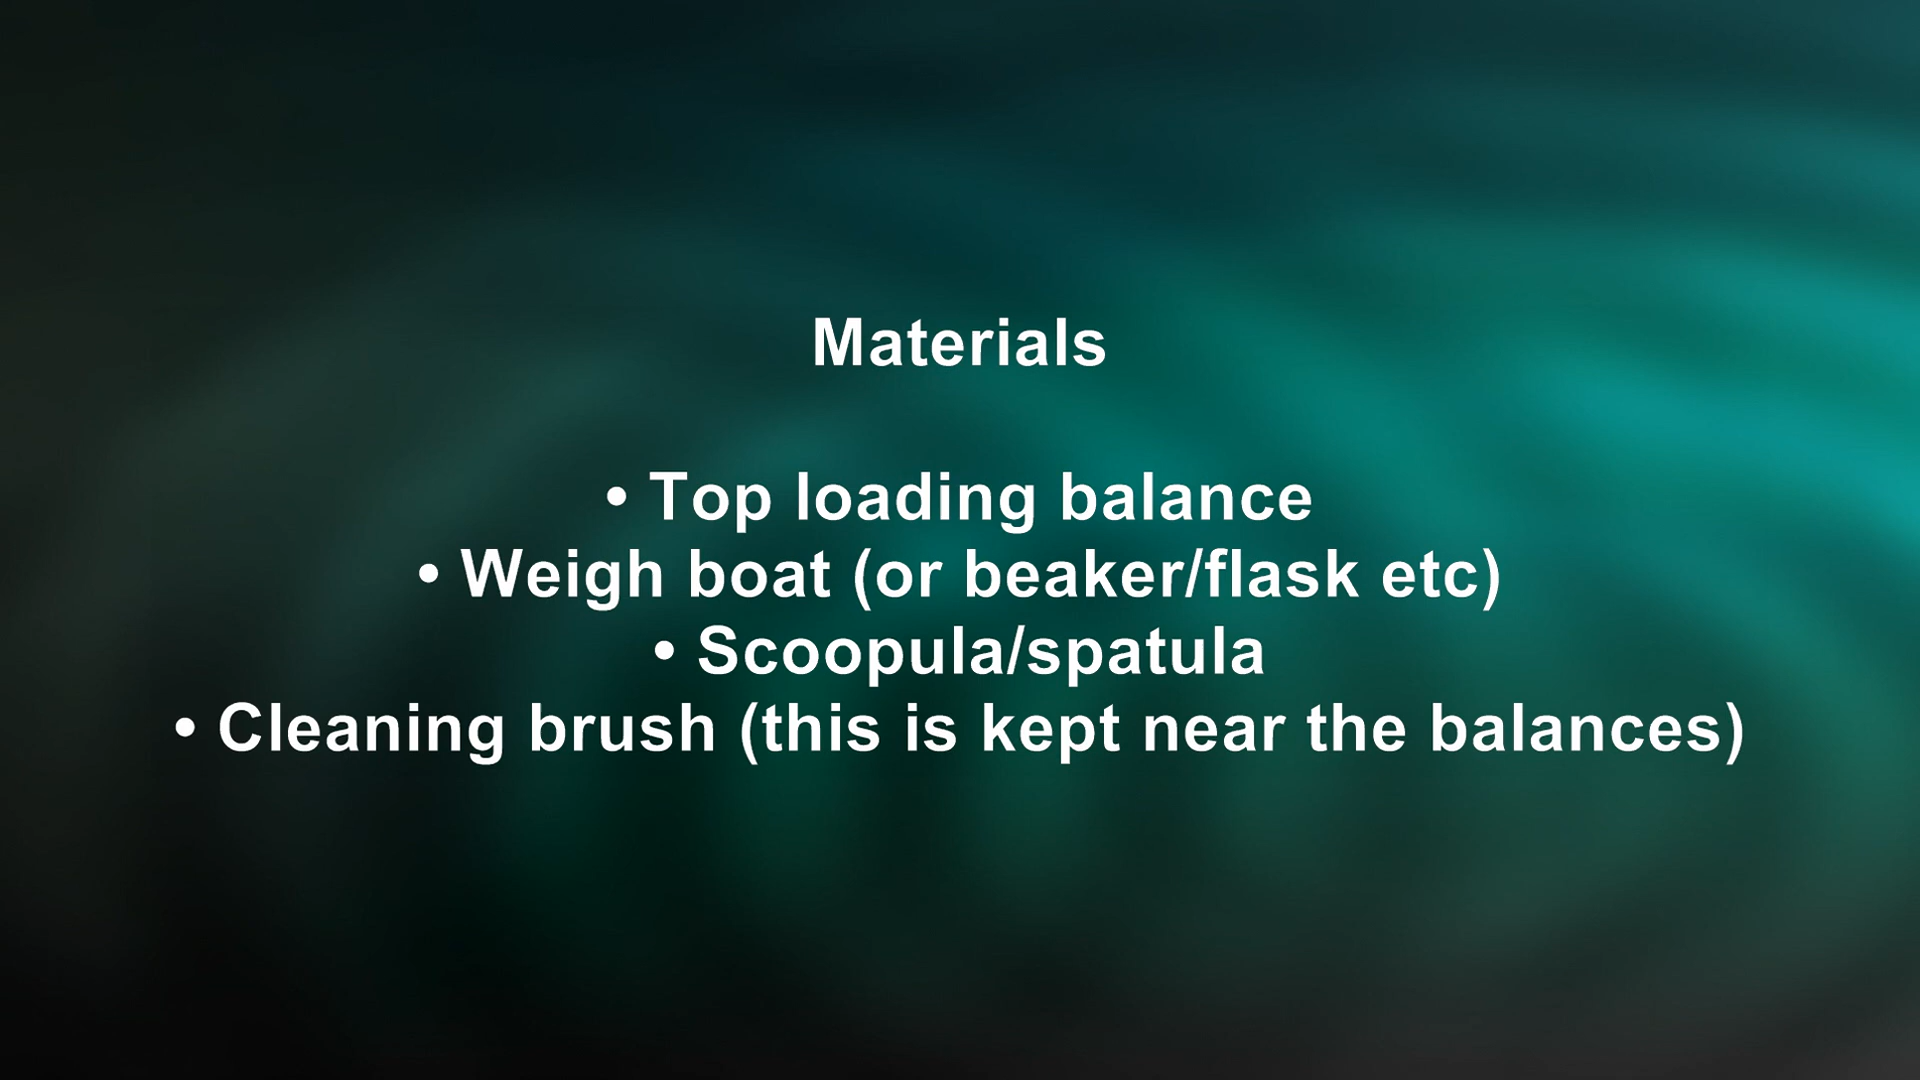 Materials
• Top loading balance
• Weigh boat (or beaker/flask etc)
• Scoopula/spatula
• Cleaning brush (this is kept near the balances)